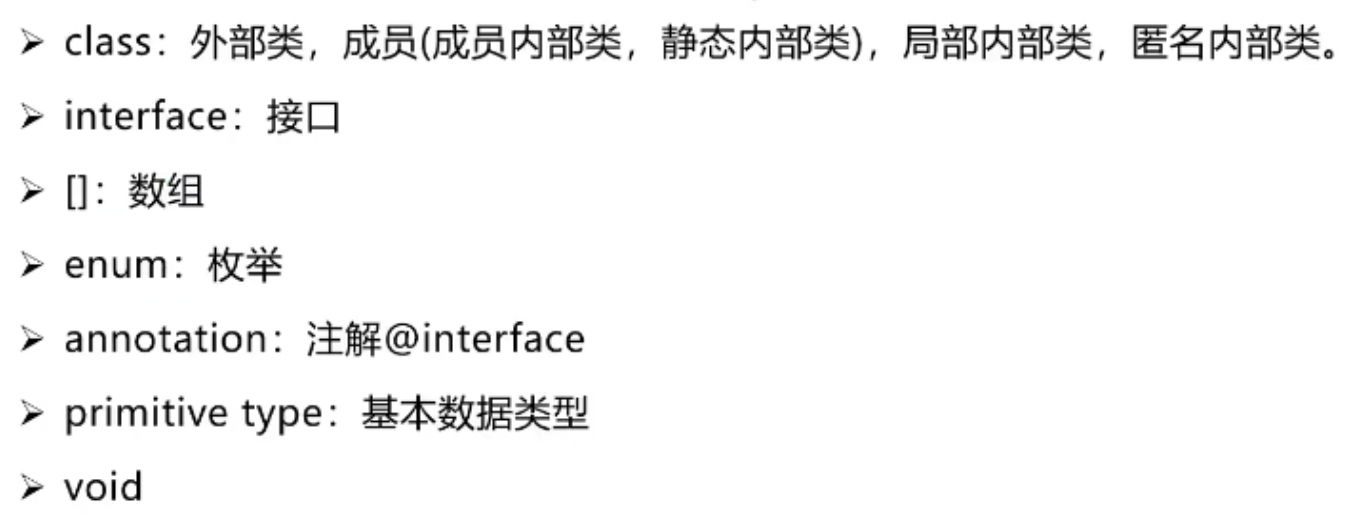 ➢ class：外部类，成员(成员内部类，静态内部类)，局部内部类，匿名内部类。
➢ interface：接口
➢ []：数组
➢ enum：枚举
➢ annotation：注解@interface
➢ primitive type：基本数据类型
➢ void